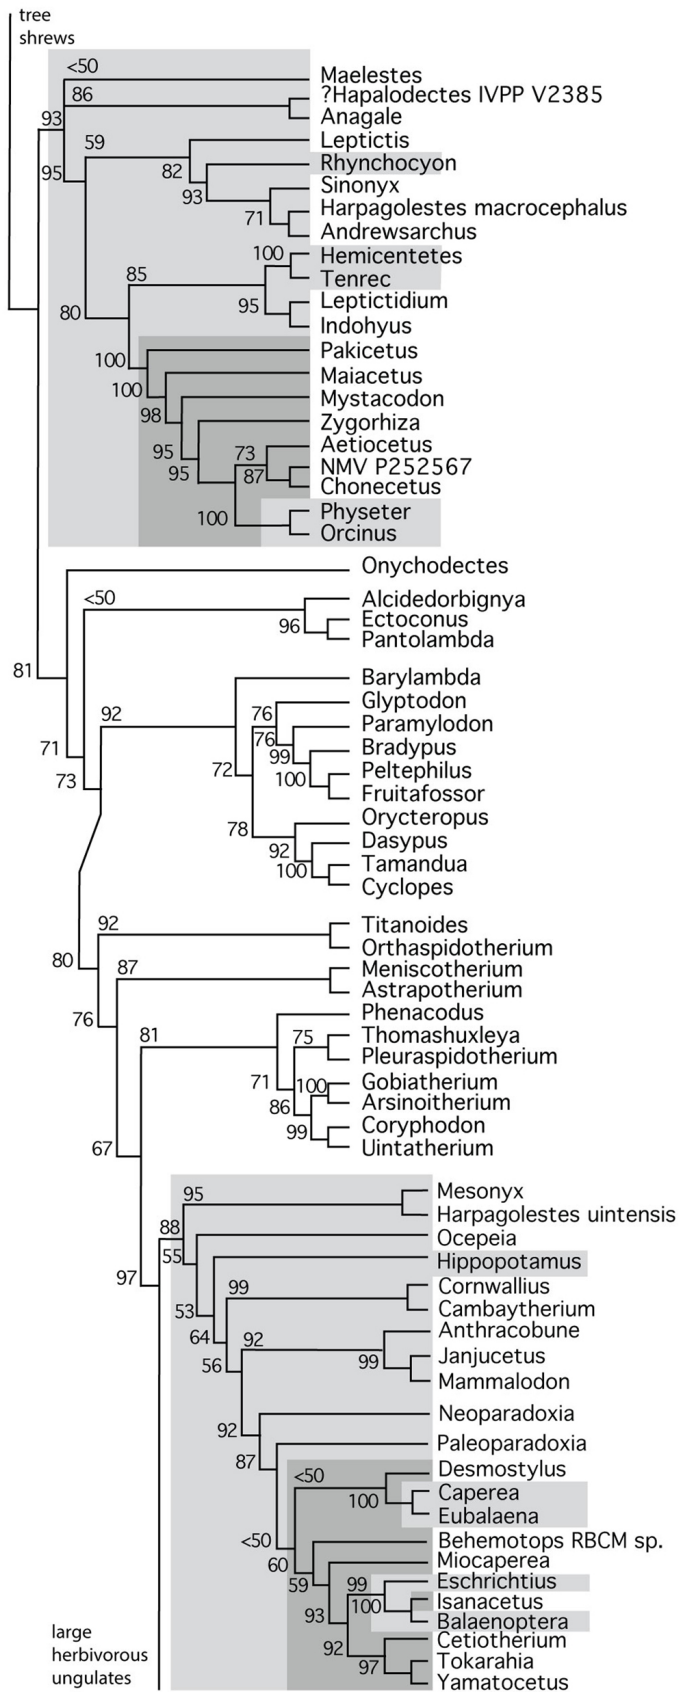 tree
shrews
<50
Maelestes
86
?Hapalodectes IVPP V2385
93
Anagale
59
Leptictis
82
Rhynchocyon
95
93
Sinonyx
71
Harpagolestes macrocephalus
Andrewsarchus
100
Hemicentetes
85
Tenrec
80
95
Leptictidium
Indohyus
100
Pakicetus
100
Maiacetus
98
Mystacodon
Zygorhiza
95
73
Aetiocetus
95
87
NMV P252567
Chonecetus
100
Physeter
Orcinus
Onychodectes
<50
Alcidedorbignya
96
Ectoconus
Pantolambda
81
Barylambda
92
76
Glyptodon
76
Paramylodon
71
99
Bradypus
73
72
100
Peltephilus
Fruitafossor
78
Orycteropus
92
Dasypus
100
Tamandua
Cyclopes
92
Titanoides
80
Orthaspidotherium
87
Meniscotherium
Astrapotherium
76
Phenacodus
81
75
Thomashuxleya
Pleuraspidotherium
71
100
Gobiatherium
86
Arsinoitherium
99
Coryphodon
67
Uintatherium
95
Mesonyx
88
Harpagolestes uintensis
55
Ocepeia
97
Hippopotamus
99
Cornwallius
53
Cambaytherium
64
92
Anthracobune
56
99
Janjucetus
Mammalodon
92
Neoparadoxia
87
Paleoparadoxia
<50
Desmostylus
100
Caperea
Eubalaena
<50
Behemotops RBCM sp.
60
Miocaperea
59
99
Eschrichtius
93
100
Isanacetus
Balaenoptera
92
Cetiotherium
97
Tokarahia
Yamatocetus
large
herbivorous
ungulates